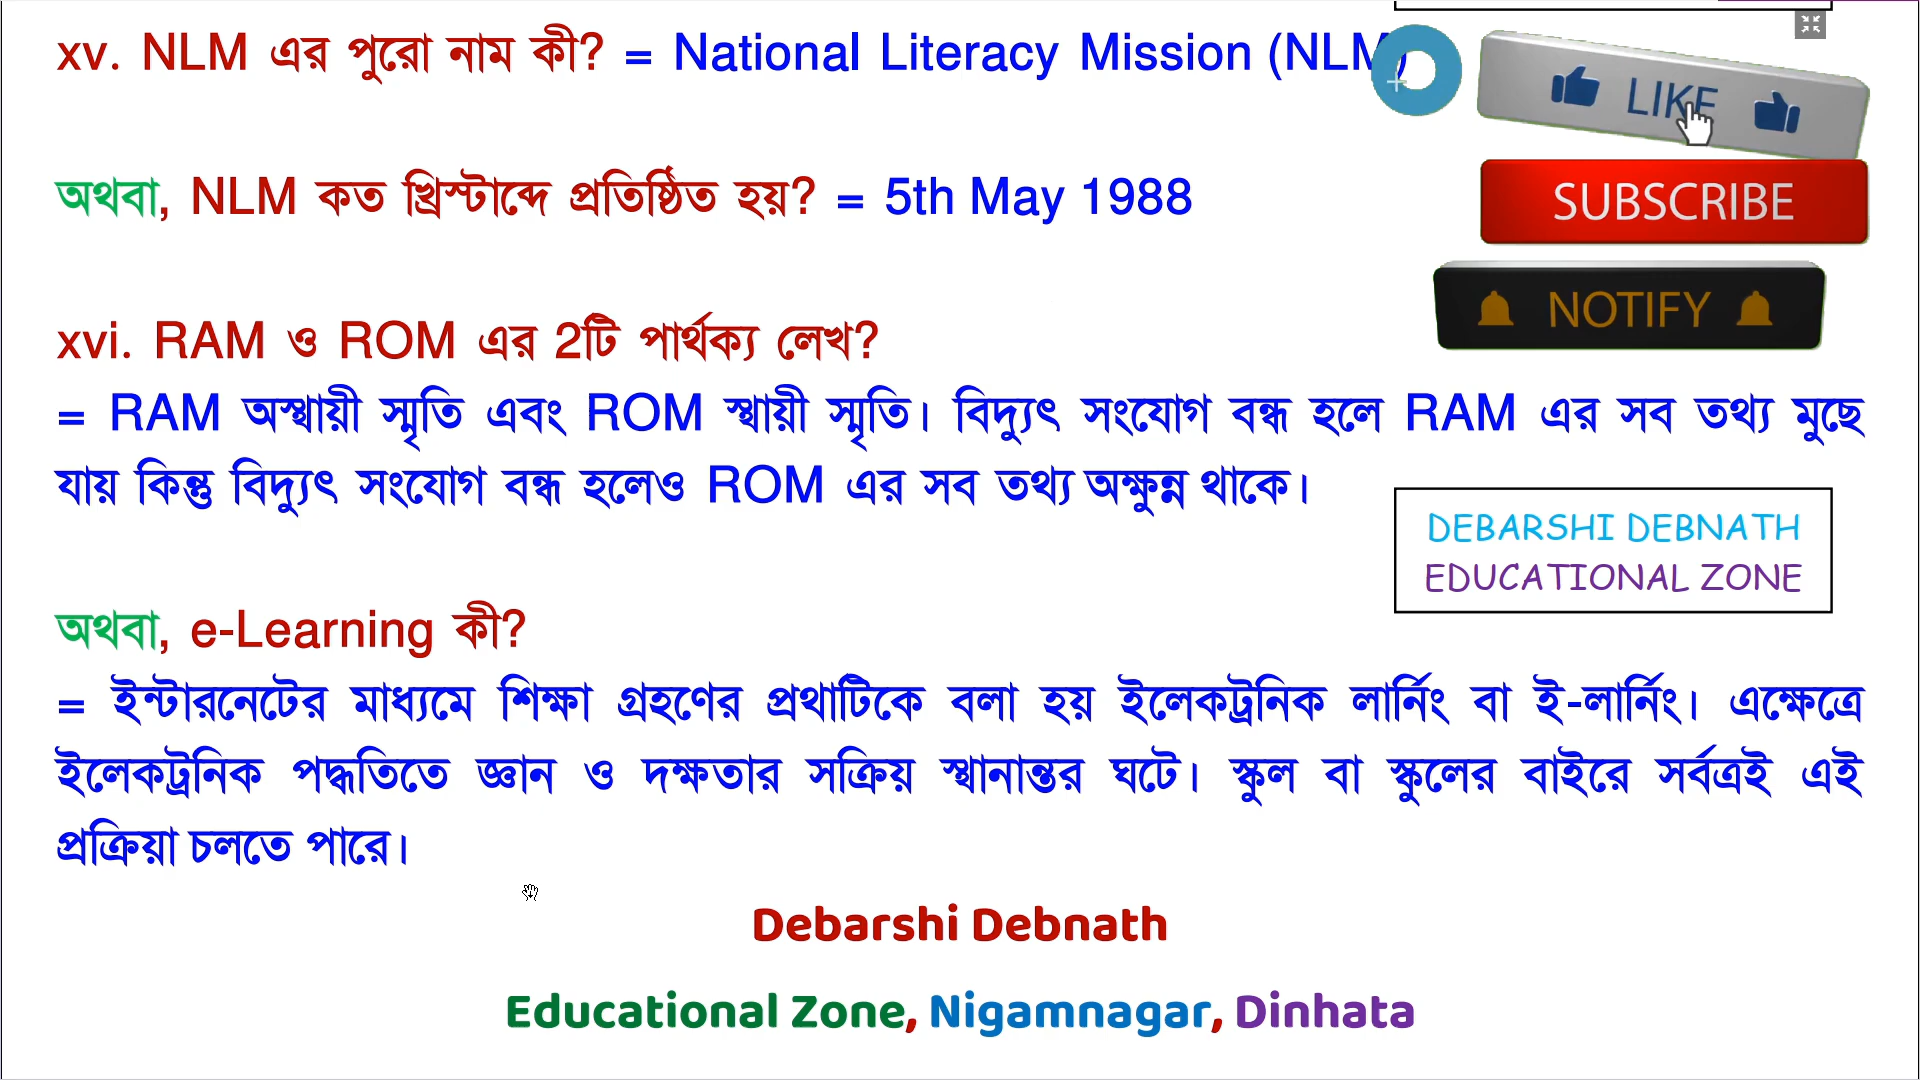 xv. NLM এর পুরো নাম কী? = National Literacy Mission (NLM)
LIKE
অথবা, NLM কত খ্রিস্টাব্দে প্রতিষ্ঠিত হয়? = 5th May 1988
SUBSCRIBE
NOTIFY
xvi. RAM ও ROM এর 2টি পার্থক্য লেখ?
= RAM অস্থায়ী স্মৃতি এবং ROM স্থায়ী স্মৃতি। বিদ্যুৎ সংযোগ বন্ধ হলে RAM এর সব তথ্য মুছে
যায় কিন্তু বিদ্যুৎ সংযোগ বন্ধ হলেও ROM এর সব তথ্য অক্ষুন্ন থাকে।
DEBARSHI DEBNATH
EDUCATIONAL ZONE
অথবা, e-Learning কী?
= ইন্টারনেটের মাধ্যমে শিক্ষা গ্রহণের প্রথাটিকে বলা হয় ইলেকট্রনিক লার্নিং বা ই-লার্নিং। এক্ষেত্রে
ইলেকট্রনিক পদ্ধতিতে জ্ঞান ও দক্ষতার সক্রিয় স্থানান্তর ঘটে। স্কুল বা স্কুলের বাইরে সর্বত্রই এই
প্রক্রিয়া চলতে পারে।
Debarshi Debnath
Educational Zone, Nigamnagar, Dinhata